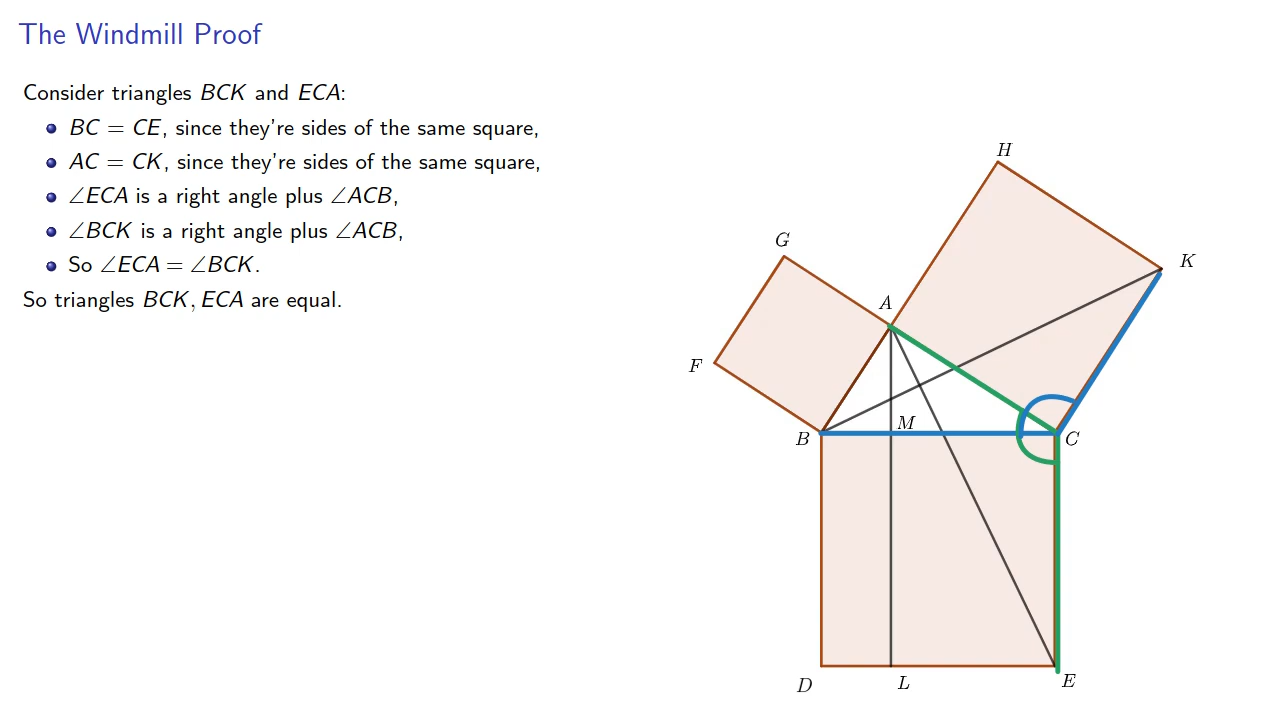 The Windmill Proof
Consider triangles BCK and ECA:
BC = CE, since they're sides of the same square,
AC = CK, since they're sides of the same square,
∠ECA is a right angle plus ∠ACB,
∠BCK is a right angle plus ∠ACB,
So ∠ECA = ∠BCK.
So triangles BCK, ECA are equal.
H
G
K
A
F
B
M
C
D
L
E